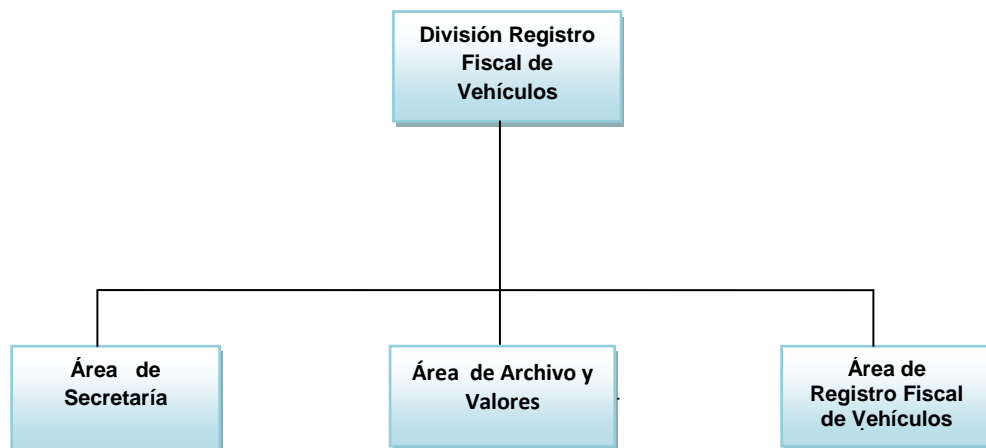 División Registro
Fiscal de
Vehículos
Área de
Secretaría
Área de Archivo y
Valores
Área de
Registro Fiscal
de Vehículos